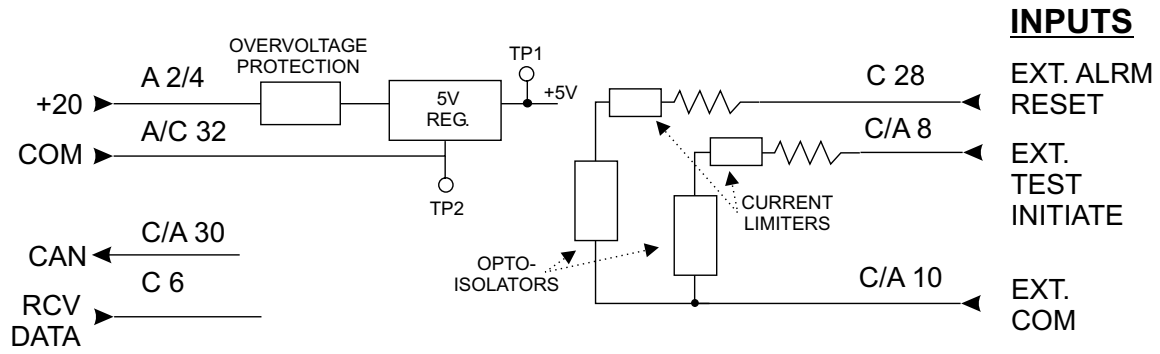 INPUTS
OVERVOLTAGE
PROTECTION
TP1
A 2/4
C 28
EXT. ALRM
RESET
+20
5V
REG.
+5V
A/C 32
C/A 8
COM
EXT.
TEST
INITIATE
TP2
CURRENT
LIMITERS
C/A 30
CAN
OPTO-
ISOLATORS
C 6
C/A 10
EXT.
COM
RCV
DATA